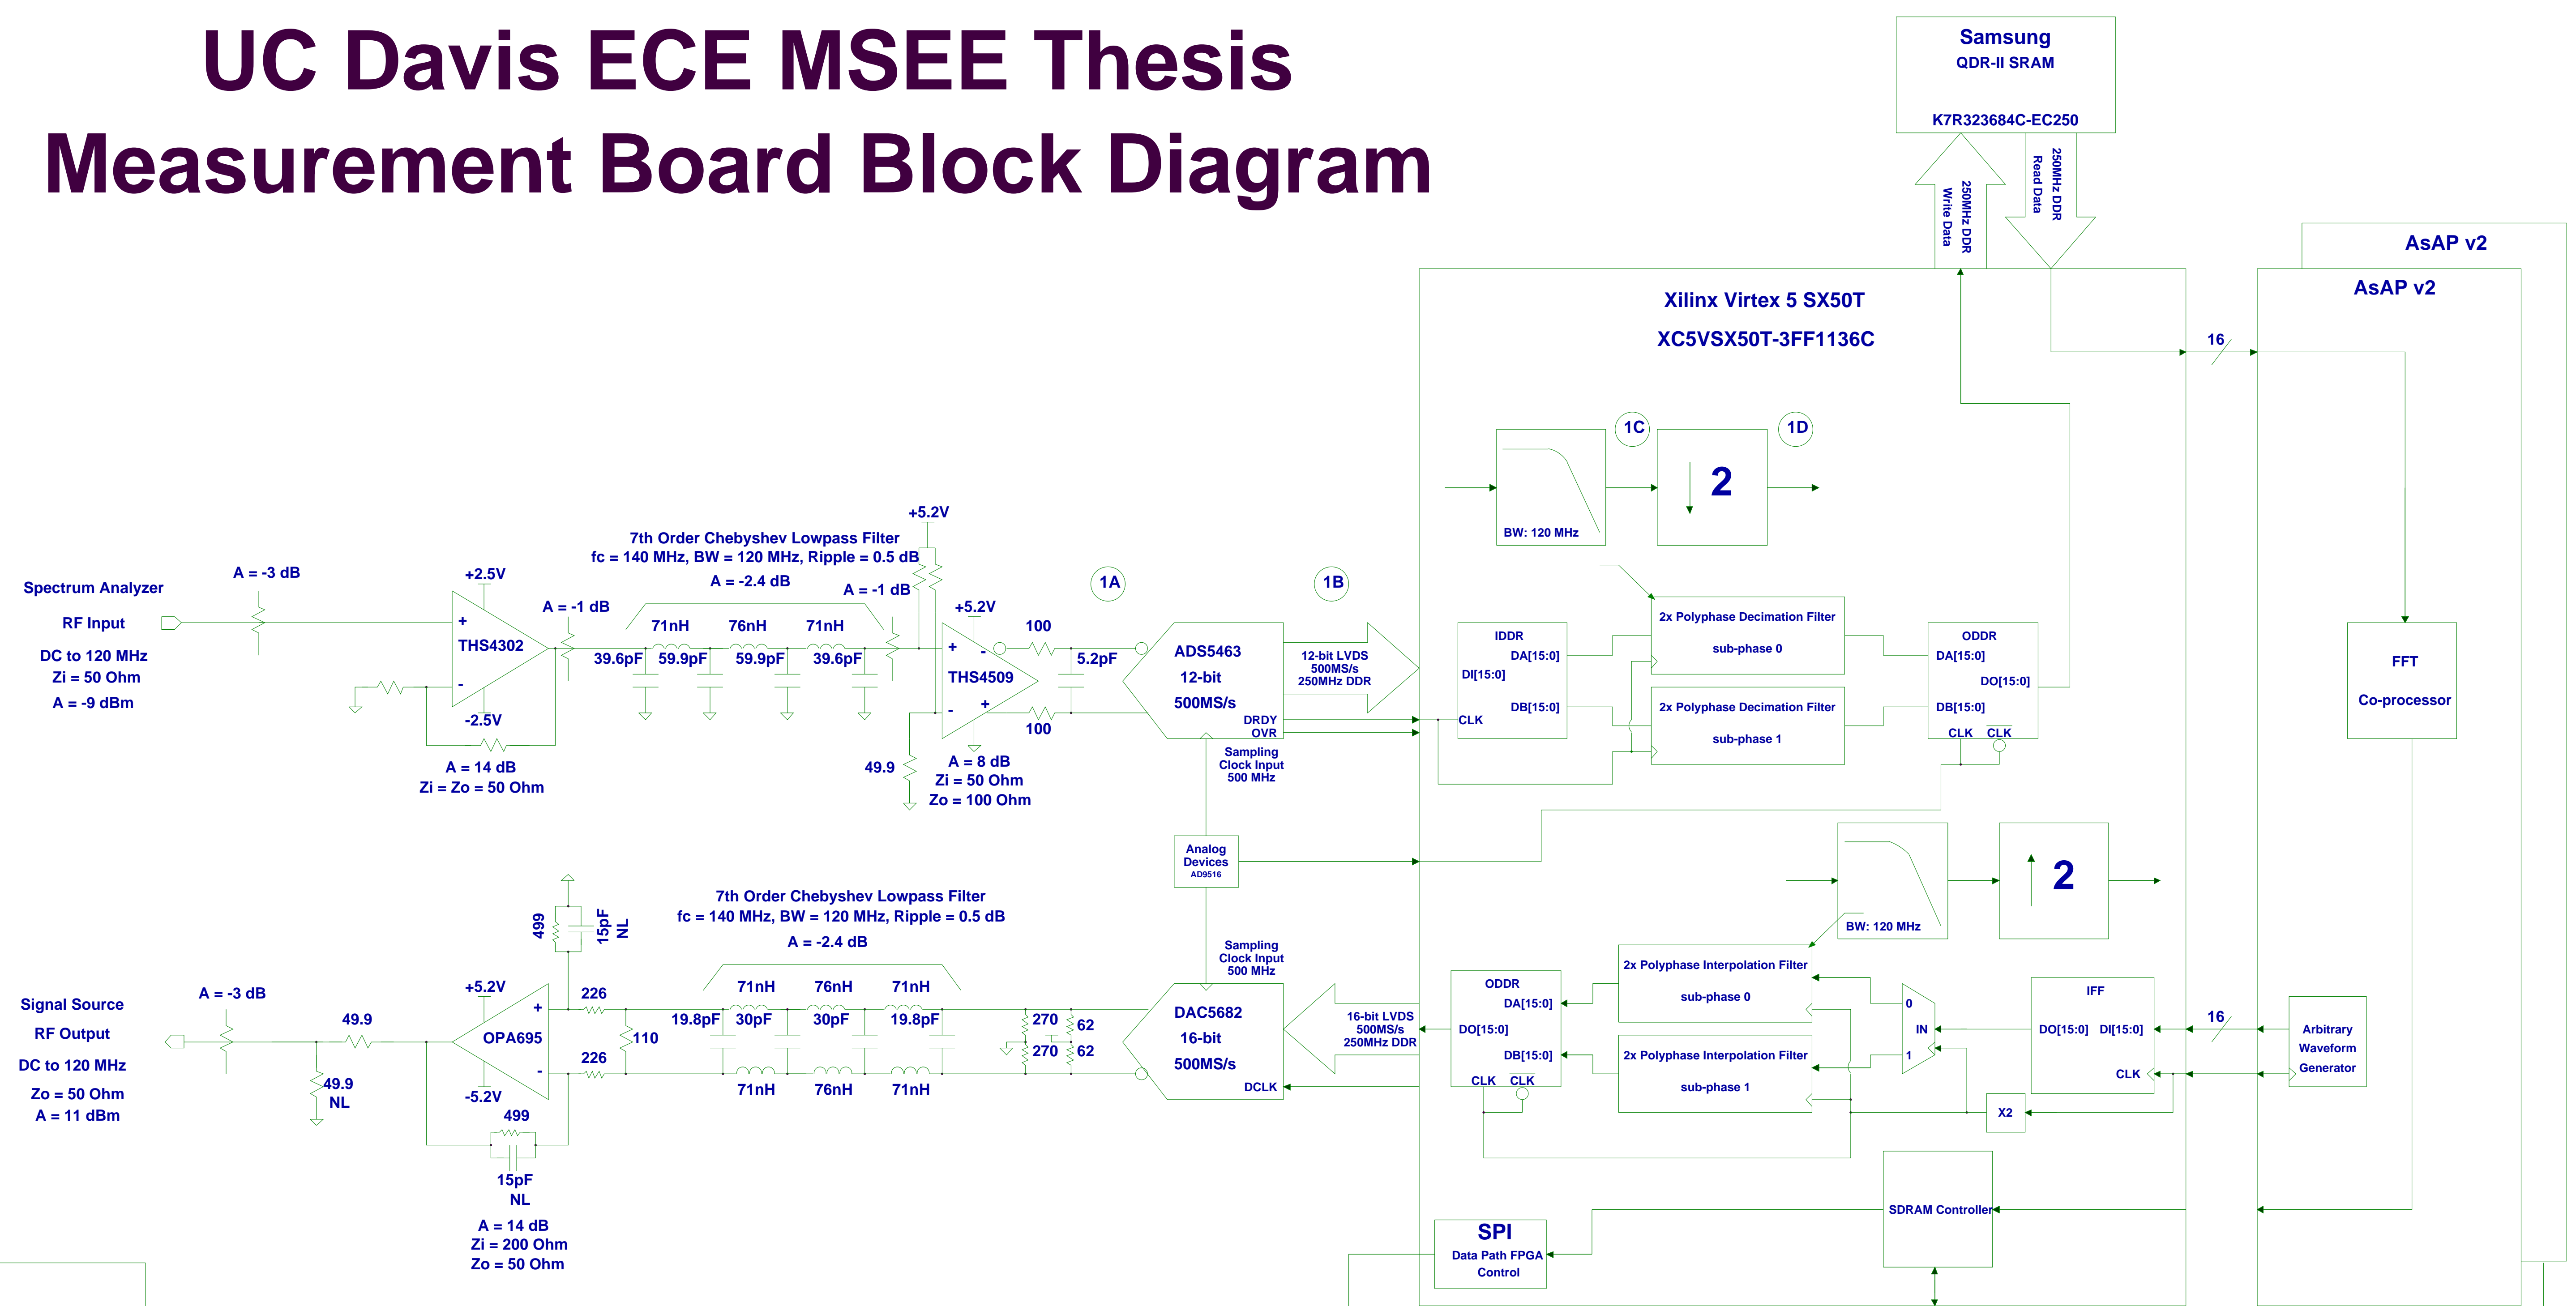 UC Davis ECE MSEE Thesis
Measurement Board Block Diagram
Samsung
QDR-II SRAM
K7R323684C-EC250
250MHz DDR
Write Data
250MHz DDR
Read Data
AsAP v2
AsAP v2
Xilinx Virtex 5 SX50T
XC5VSX50T-3FF1136C
16
1C
1D
2
BW: 120 MHz
Spectrum Analyzer
RF Input
DC to 120 MHz
Zi = 50 Ohm
A = -9 dBm
A = -3 dB
+2.5V
+
THS4302
-
-2.5V
A = 14 dB
Zi = Zo = 50 Ohm
A = -1 dB
7th Order Chebyshev Lowpass Filter
fc = 140 MHz, BW = 120 MHz, Ripple = 0.5 dB
A = -2.4 dB
71nH
76nH
71nH
39.6pF
59.9pF
59.9pF
39.6pF
A = -1 dB
+5.2V
+5.2V
+
-
THS4509
-
+
49.9
A = 8 dB
Zi = 50 Ohm
Zo = 100 Ohm
100
100
5.2pF
1A
1B
ADS5463
12-bit
500MS/s
DRDY
OVR
12-bit LVDS
500MS/s
250MHz DDR
Sampling
Clock Input
500 MHz
IDDR
DA[15:0]
DI[15:0]
DB[15:0]
CLK
2x Polyphase Decimation Filter
sub-phase 0
2x Polyphase Decimation Filter
sub-phase 1
ODDR
DA[15:0]
DO[15:0]
DB[15:0]
CLK
CLK
FFT
Co-processor
Analog
Devices
AD9516
2
BW: 120 MHz
Signal Source
RF Output
DC to 120 MHz
Zo = 50 Ohm
A = 11 dBm
A = -3 dB
49.9
49.9
NL
+5.2V
+
OPA695
-
-5.2V
499
15pF
NL
499
15pF
NL
A = 14 dB
Zi = 200 Ohm
Zo = 50 Ohm
226
226
110
7th Order Chebyshev Lowpass Filter
fc = 140 MHz, BW = 120 MHz, Ripple = 0.5 dB
A = -2.4 dB
71nH
76nH
71nH
19.8pF
30pF
30pF
19.8pF
71nH
76nH
71nH
270
270
62
62
Sampling
Clock Input
500 MHz
DAC5682
16-bit
500MS/s
DCLK
16-bit LVDS
500MS/s
250MHz DDR
ODDR
DA[15:0]
DO[15:0]
DB[15:0]
CLK
CLK
2x Polyphase Interpolation Filter
sub-phase 0
2x Polyphase Interpolation Filter
sub-phase 1
0
IN
1
IFF
DO[15:0]
DI[15:0]
CLK
X2
16
Arbitrary
Waveform
Generator
SDRAM Controller
SPI
Data Path FPGA
Control